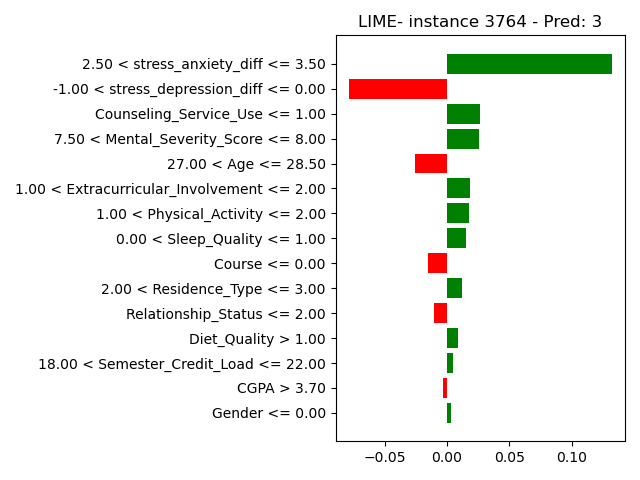 LIME- instance 3764 - Pred: 3
2.50 < stress_anxiety_diff <= 3.50
-1.00 < stress_depression_diff <= 0.00
Counseling_Service_Use <= 1.00
7.50 < Mental_Severity_Score <= 8.00
27.00 < Age <= 28.50
1.00 < Extracurricular_Involvement <= 2.00
1.00 < Physical_Activity <= 2.00
0.00 < Sleep_Quality <= 1.00
Course <= 0.00
2.00 < Residence_Type <= 3.00
Relationship_Status <= 2.00
Diet_Quality > 1.00
18.00 < Semester_Credit_Load <= 22.00
CGPA > 3.70
Gender <= 0.00
−0.05 0.00 0.05 0.10